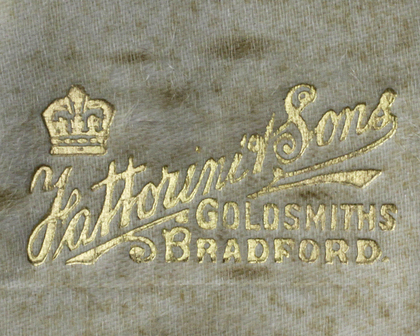 Fattorini & Sons
GOLDSMITHS
BRADFORD.